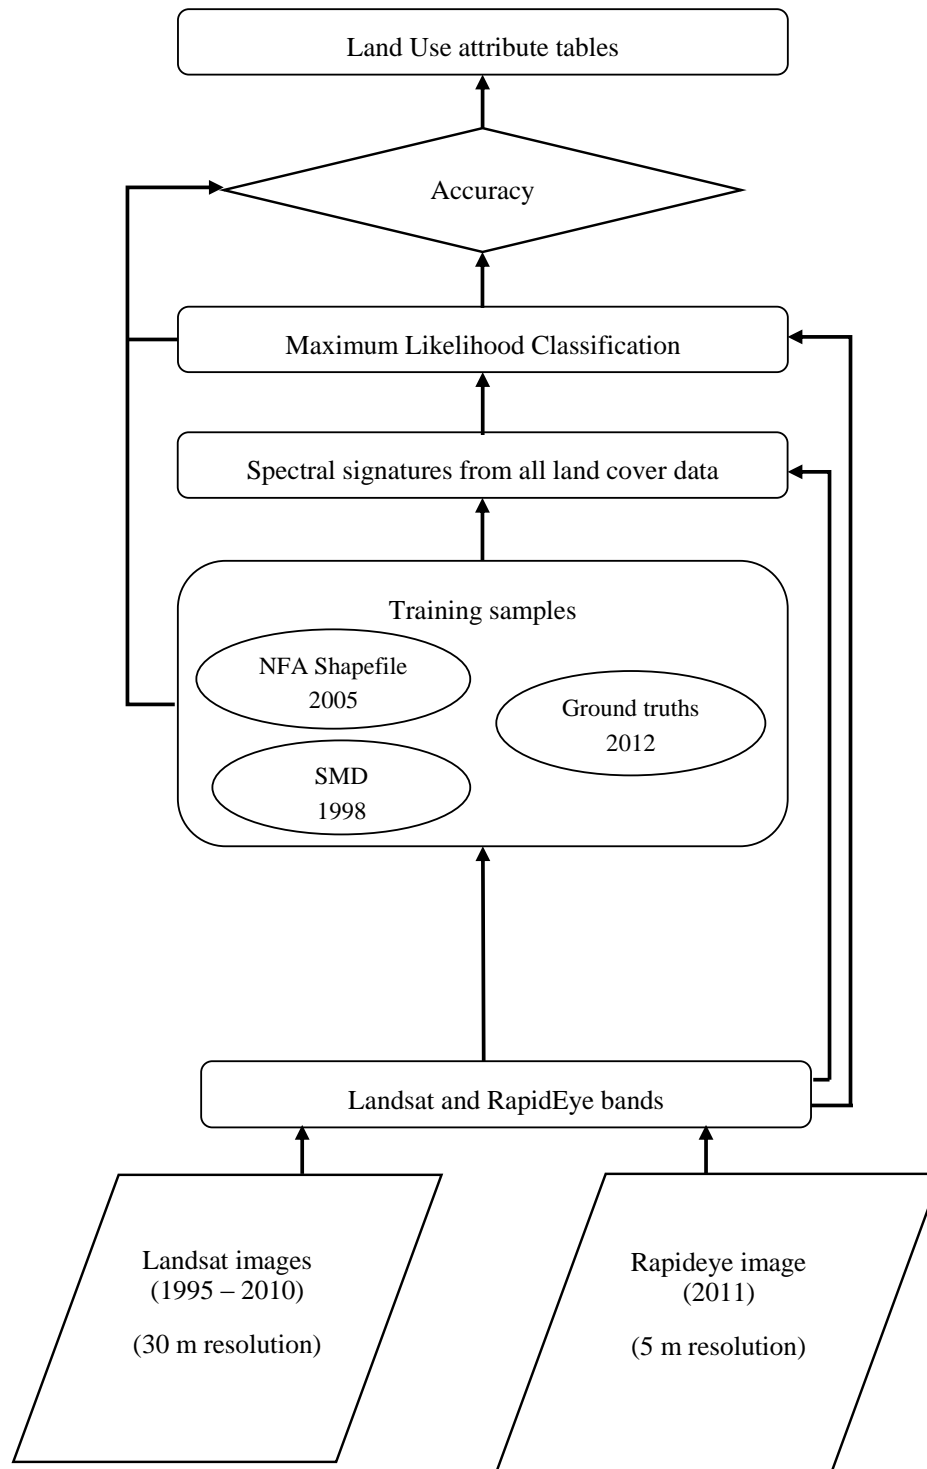 Land Use attribute tables
Accuracy
Maximum Likelihood Classification
Spectral signatures from all land cover data
Training samples
NFA Shapefile
2005
Ground truths
2012
SMD
1998
Landsat and RapidEye bands
Landsat images
(1995 – 2010)
(30 m resolution)
Rapideye image
(2011)
(5 m resolution)